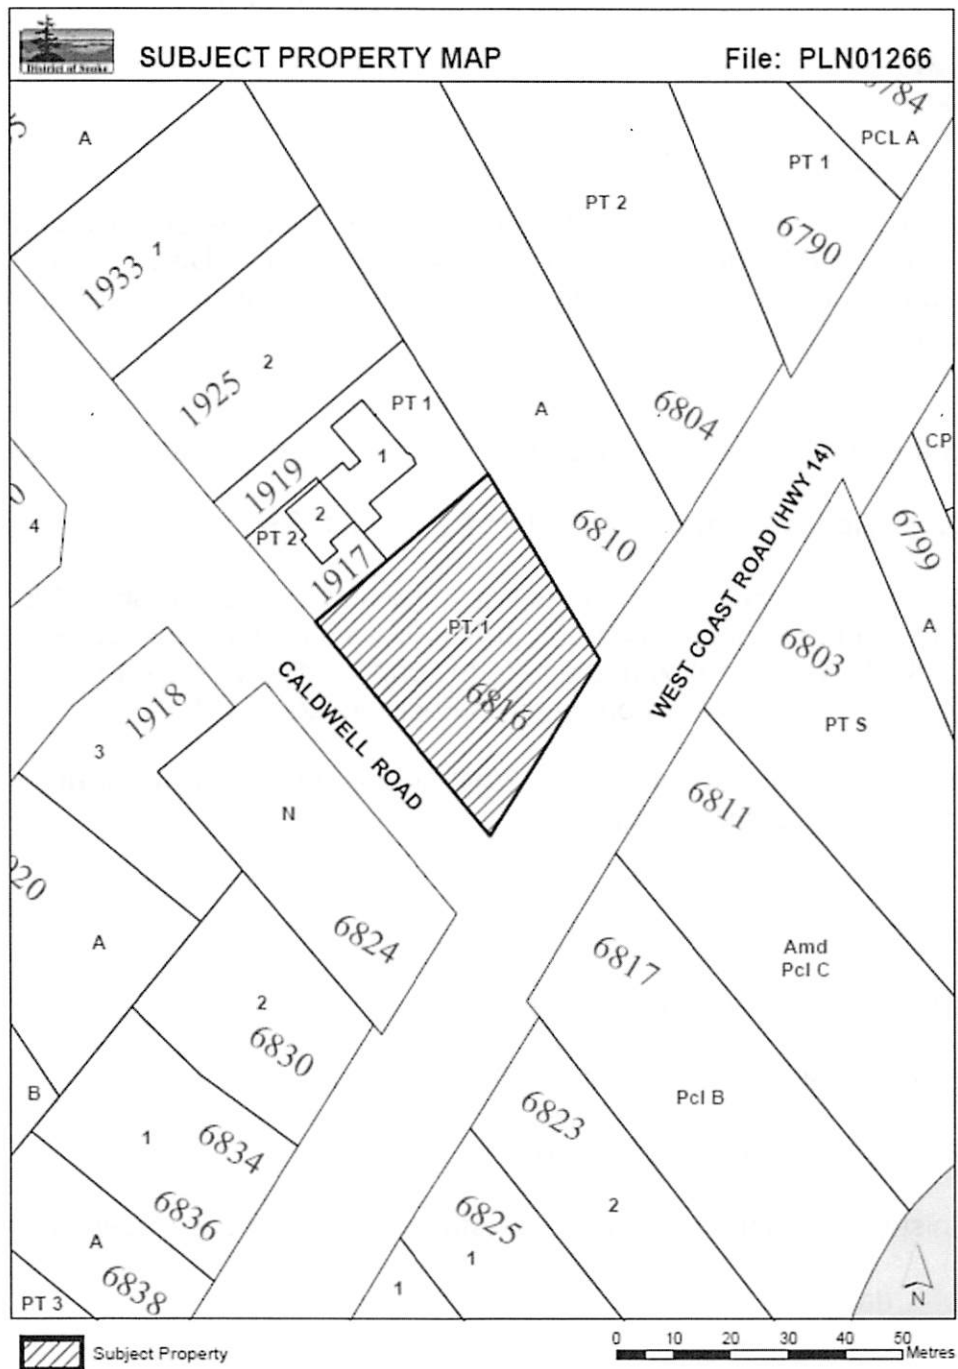 District of Sooke
SUBJECT PROPERTY MAP
File: PLN01266
A
6784
PCL A
PT 1
6790
PT 2
1933 1
1925 2
PT 1
A
6804
CP
1919
1
2
PT 2
1917
4
6810
6799
A
WEST COAST ROAD (HWY 14)
PT 1
6816
6803
PT S
CALDWELL ROAD
1918
3
N
6811
6824
920
A
6817
Amd
Pcl C
2
6830
B
Pcl B
6823
1
6834
6836
2
6825
1
A
6838
1
PT 3
N
Subject Property
0 10 20 30 40 50
Metres